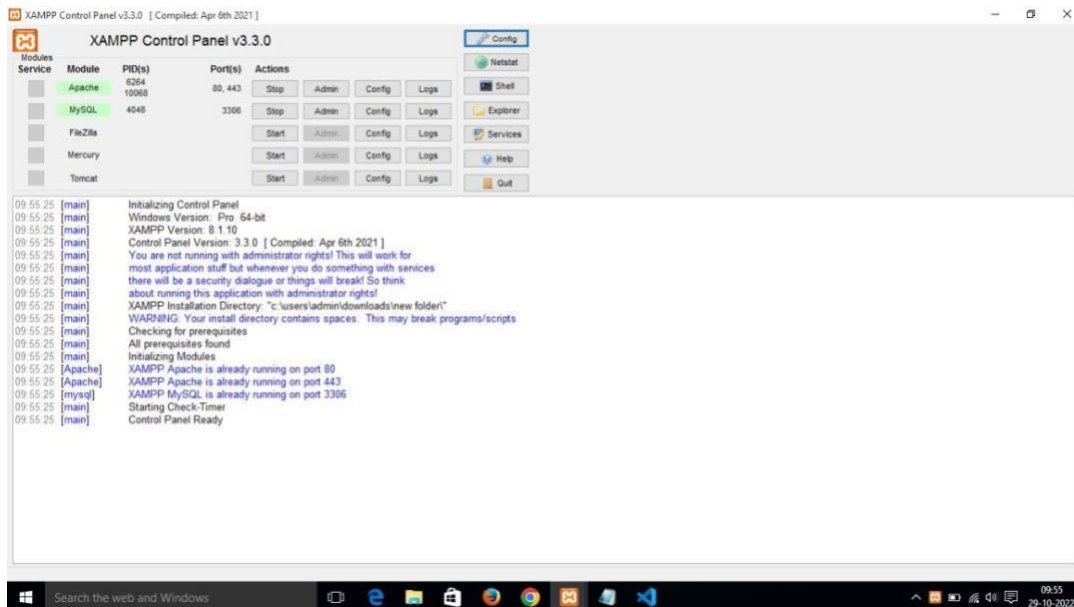 XAMPP Control Panel v3.3.0 [ Compiled: Apr 6th 2021 ]
XAMPP Control Panel v3.3.0
Config
Modules
Service Module PID(s) Port(s) Actions
Netstat
Apache 6264 10068 80, 443 Stop Admin Config Logs
Shell
MySQL 4048 3306 Stop Admin Config Logs
Explorer
FileZilla Start Admin Config Logs
Services
Mercury Start Admin Config Logs
Help
Tomcat Start Admin Config Logs
Quit
09:55:25 [main] Initializing Control Panel
09:55:25 [main] Windows Version: Pro 64-bit
09:55:25 [main] XAMPP Version: 8.1.10
09:55:25 [main] Control Panel Version: 3.3.0 [ Compiled: Apr 6th 2021 ]
09:55:25 [main] You are not running with administrator rights! This will work for
09:55:25 [main] most application stuff but whenever you do something with services
09:55:25 [main] there will be a security dialogue or things will break! So think
09:55:25 [main] about running this application with administrator rights!
09:55:25 [main] XAMPP Installation Directory: "c:\users\admin\downloads\new folder\"
09:55:25 [main] WARNING: Your install directory contains spaces. This may break programs/scripts
09:55:25 [main] Checking for prerequisites
09:55:25 [main] All prerequisites found
09:55:25 [main] Initializing Modules
09:55:25 [Apache] XAMPP Apache is already running on port 80
09:55:25 [Apache] XAMPP Apache is already running on port 443
09:55:25 [mysql] XAMPP MySQL is already running on port 3306
09:55:25 [main] Starting Check-Timer
09:55:25 [main] Control Panel Ready
Search the web and Windows
09:55
29-10-2022